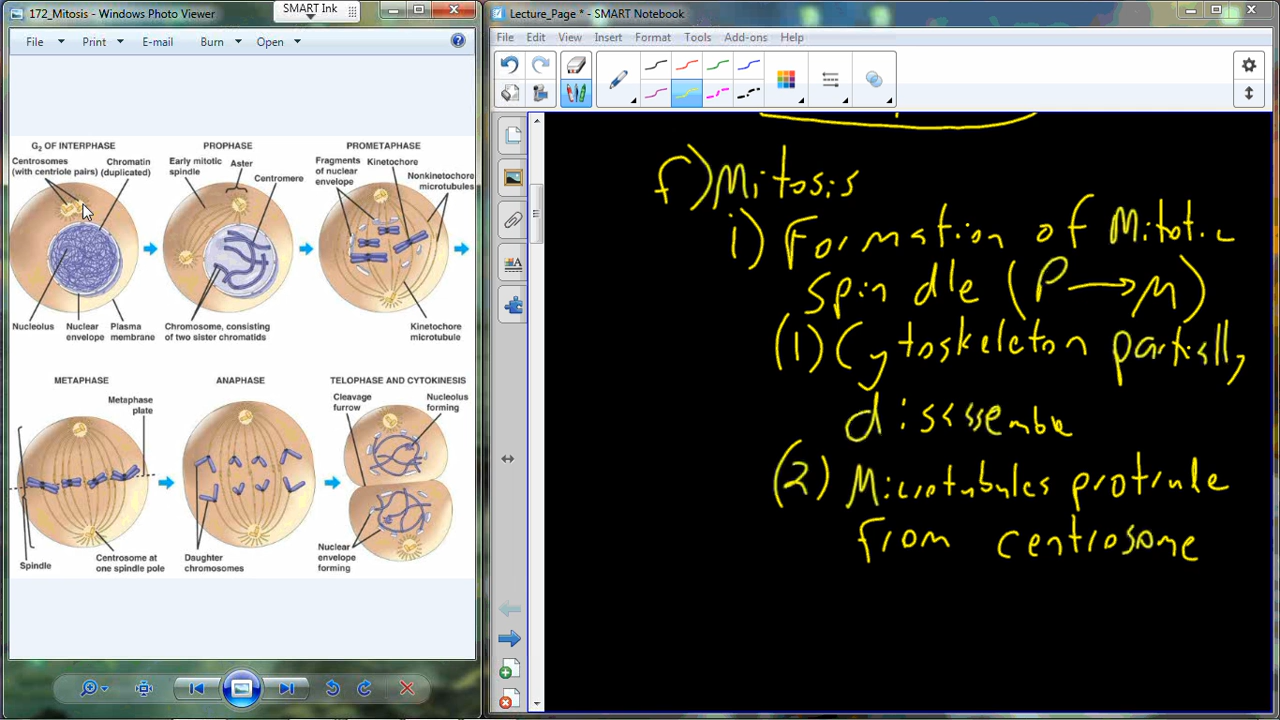 172_Mitosis - Windows Photo Viewer
SMART Ink
File Print E-mail Burn Open
G2 OF INTERPHASE
Centrosomes
(with centriole pairs)
Chromatin
(duplicated)
Nucleolus
Nuclear
envelope
Plasma
membrane
PROPHASE
Early mitotic
spindle
Aster
Centromere
Chromosome, consisting
of two sister chromatids
PROMETAPHASE
Fragments
of nuclear
envelope
Kinetochore
Nonkinetochore
microtubules
Kinetochore
microtubule
METAPHASE
Metaphase
plate
Spindle
Centrosome at
one spindle pole
ANAPHASE
Daughter
chromosomes
TELOPHASE AND CYTOKINESIS
Cleavage
furrow
Nucleolus
forming
Nuclear
envelope
forming
Lecture_Page * - SMART Notebook
File Edit View Insert Format Tools Add-ons Help
f) Mitosis
i) Formation of Mitotic
spindle (P → M)
(1) Cytoskeleton partially
disssemble
(2) Microtubules protrude
from centrosome